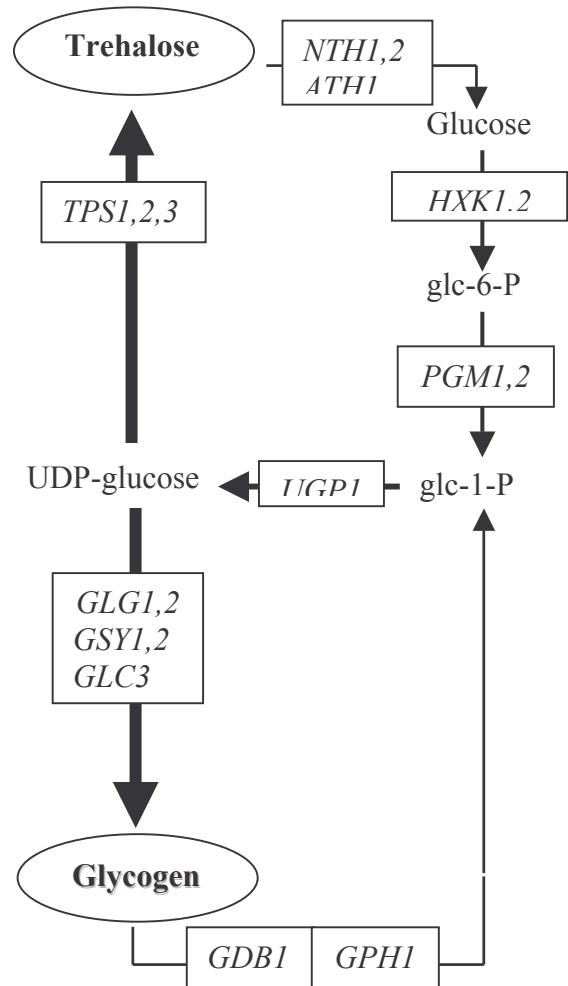 Trehalose
NTH1,2
ATH1
Glucose
TPS1,2,3
HXK1.2
glc-6-P
PGM1,2
UDP-glucose
UGP1
glc-1-P
GLG1,2
GSY1,2
GLC3
Glycogen
GDB1
GPH1